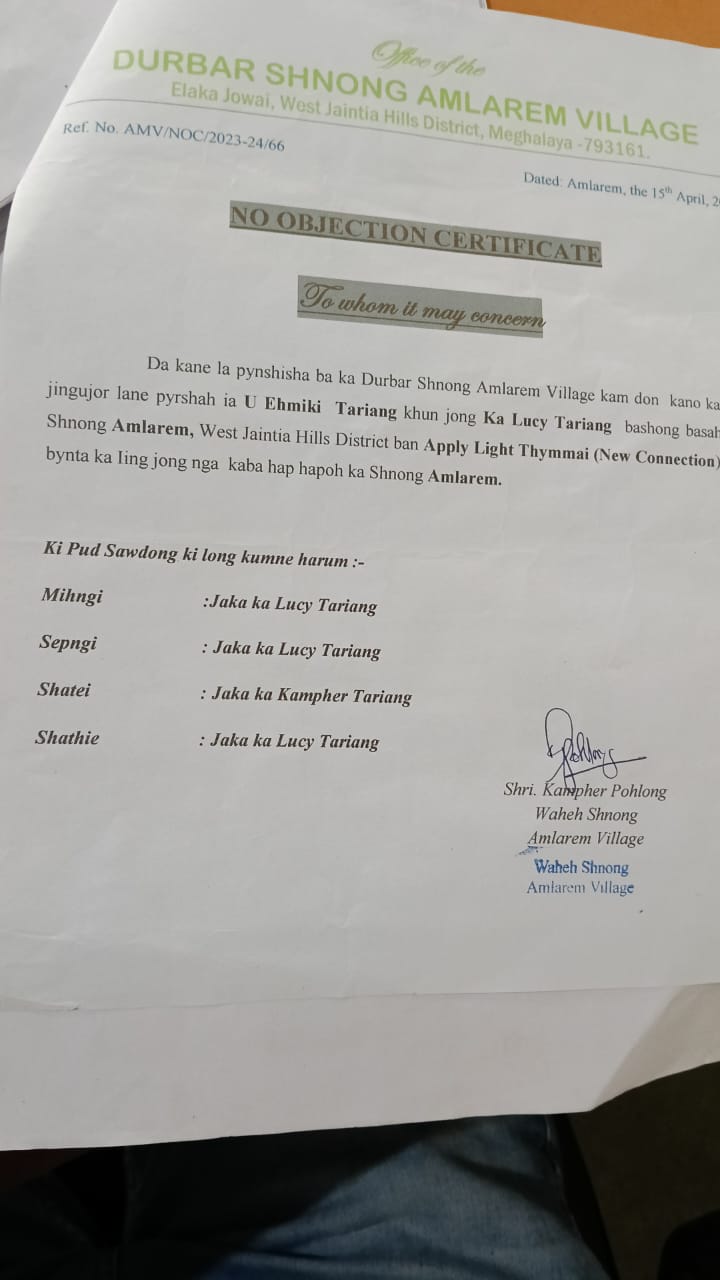 Office of the
DURBAR SHNONG AMLAREM VILLAGE
Elaka Jowai, West Jaintia Hills District, Meghalaya -793161.
Ref. No. AMV/NOC/2023-24/66
Dated: Amlarem, the 15th April, 2
NO OBJECTION CERTIFICATE
To whom it may concern
Da kane la pynshisha ba ka Durbar Shnong Amlarem Village kam don kano ka
jingujor lane pyrshah ia U Ehmiki Tariang khun jong Ka Lucy Tariang bashong basah
Shnong Amlarem, West Jaintia Hills District ban Apply Light Thymmai (New Connection)
bynta ka Iing jong nga kaba hap hapoh ka Shnong Amlarem.
Ki Pud Sawdong ki long kumne harum :-
Mihngi :Jaka ka Lucy Tariang
Sepngi : Jaka ka Lucy Tariang
Shatei : Jaka ka Kampher Tariang
Shathie : Jaka ka Lucy Tariang
Shri. Kampher Pohlong
Waheh Shnong
Amlarem Village
Waheh Shnong
Amlarem Village